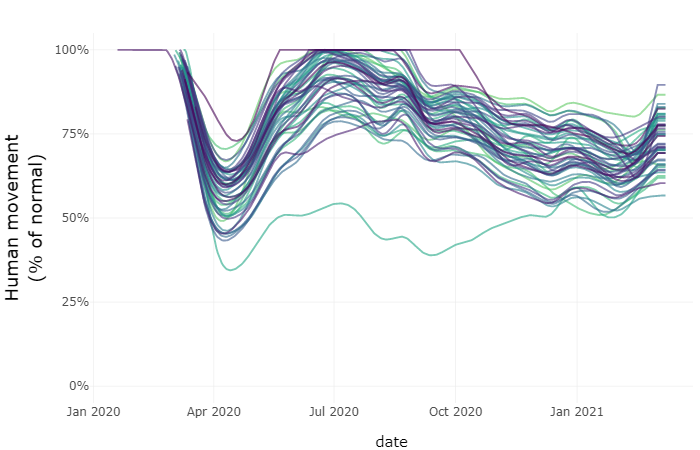 100%
75%
50%
25%
0%
Human movement
(% of normal)
Jan 2020
Apr 2020
Jul 2020
Oct 2020
Jan 2021
date